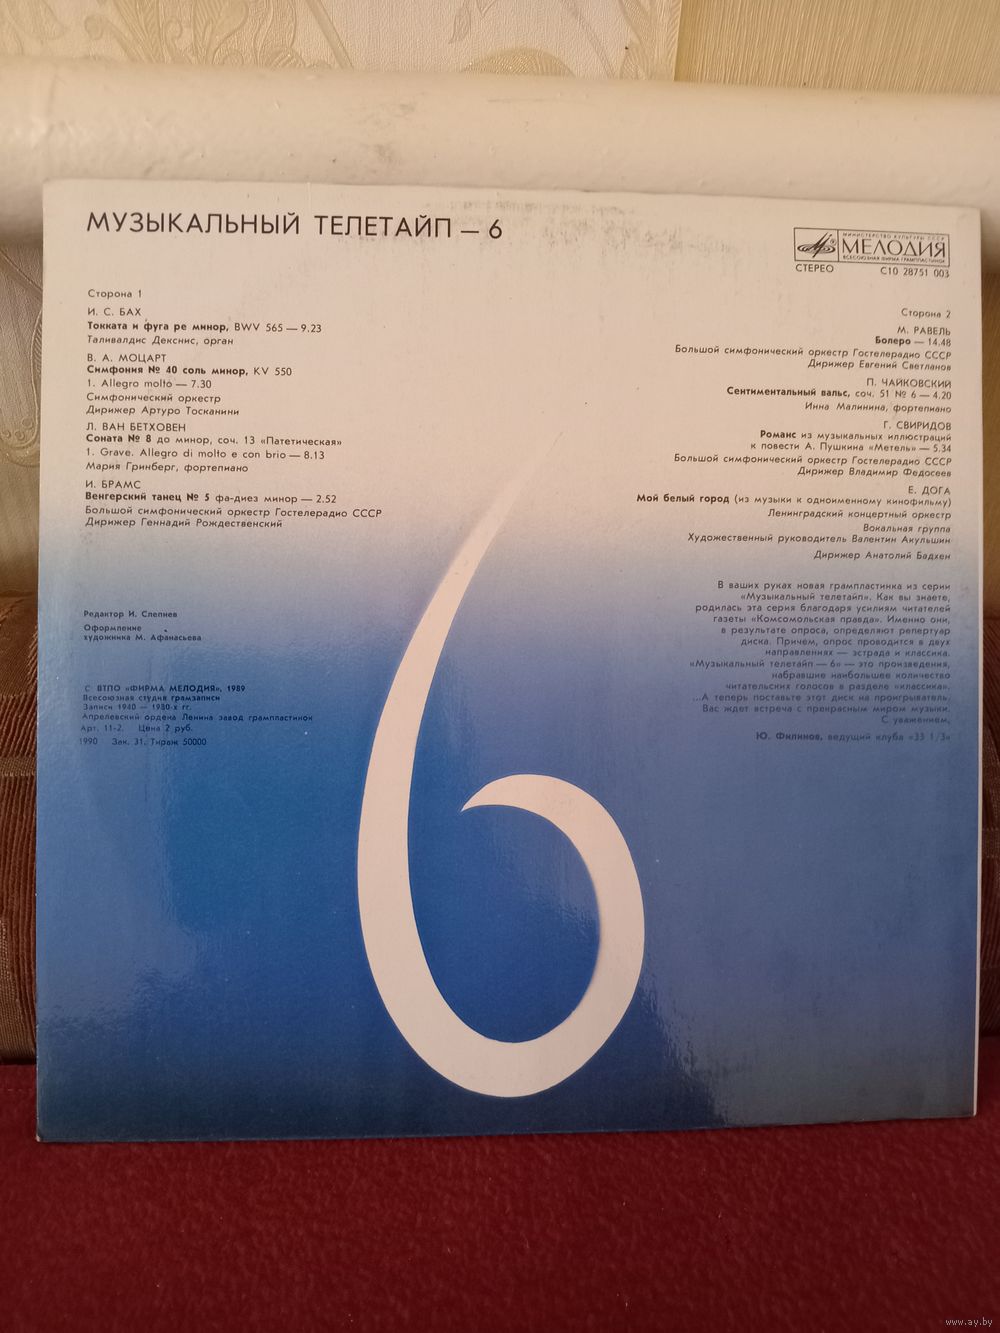 МУЗЫКАЛЬНЫЙ ТЕЛЕТАЙП — 6
МИНИСТЕРСТВО КУЛЬТУРЫ СССР
МЕЛОДИЯ
ВСЕСОЮЗНАЯ ФИРМА ГРАМПЛАСТИНОК
СТЕРЕО С10 28751 003
Сторона 1
И. С. БАХ
Токката и фуга ре минор, BWV 565 — 9.23
Таливалдис Декснис, орган
В. А. МОЦАРТ
Симфония № 40 соль минор, KV 550
1. Allegro molto — 7.30
Симфонический оркестр
Дирижер Артуро Тосканини
Л. ВАН БЕТХОВЕН
Соната № 8 до минор, соч. 13 «Патетическая»
1. Grave. Allegro di molto e con brio — 8.13
Мария Гринберг, фортепиано
И. БРАМС
Венгерский танец № 5 фа-диез минор — 2.52
Большой симфонический оркестр Гостелерадио СССР
Дирижер Геннадий Рождественский
Редактор И. Слепнев
Оформление
художника М. Афанасьева
С ВТПО «ФИРМА МЕЛОДИЯ», 1989
Всесоюзная студия грамзаписи
Записи 1940 — 1980-х гг.
Апрелевский ордена Ленина завод грампластинок
Арт. 11-2. Цена 2 руб.
1990 Зак. 31. Тираж 50000
Сторона 2
М. РАВЕЛЬ
Болеро — 14.48
Большой симфонический оркестр Гостелерадио СССР
Дирижер Евгений Светланов
П. ЧАЙКОВСКИЙ
Сентиментальный вальс, соч. 51 № 6 — 4.20
Инна Малинина, фортепиано
Г. СВИРИДОВ
Романс из музыкальных иллюстраций
к повести А. Пушкина «Метель» — 5.34
Большой симфонический оркестр Гостелерадио СССР
Дирижер Владимир Федосеев
Е. ДОГА
Мой белый город (из музыки к одноименному кинофильму)
Ленинградский концертный оркестр
Вокальная группа
Художественный руководитель Валентин Акульшин
Дирижер Анатолий Бадхен
В ваших руках новая грампластинка из серии
«Музыкальный телетайп». Как вы знаете,
родилась эта серия благодаря усилиям читателей
газеты «Комсомольская правда». Именно они,
в результате опроса, определяют репертуар
диска. Причем, опрос проводится в двух
направлениях — эстрада и классика.
«Музыкальный телетайп — 6» — это произведения,
набравшие наибольшее количество
читательских голосов в разделе «классика».
...А теперь поставьте этот диск на проигрыватель.
Вас ждет встреча с прекрасным миром музыки.
С уважением,
Ю. Филинов, ведущий клуба «33 1/3»
6
www.ay.by